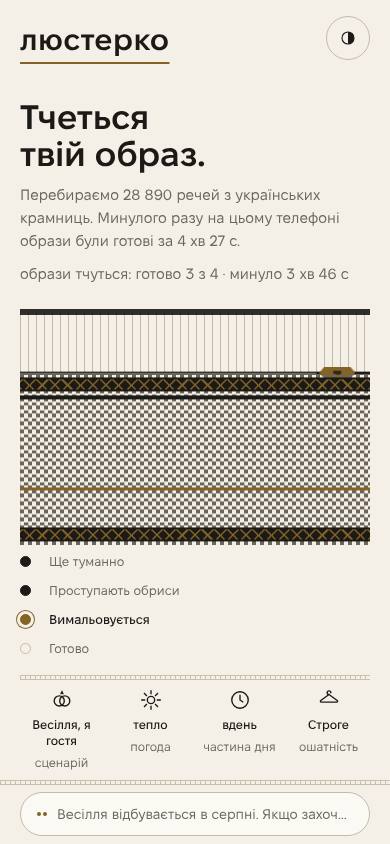 люстерко
Тчеться
твій образ.
Перебираємо 28 890 речей з українських
крамниць. Минулого разу на цьому телефоні
образи були готові за 4 хв 27 с.
образи тчуться: готово 3 з 4 · минуло 3 хв 46 с
Ще туманно
Проступають обриси
Вимальовується
Готово
Весілля, я гостя
сценарій
тепло
погода
вдень
частина дня
Строге
ошатність
Весілля відбувається в серпні. Якщо захоч...